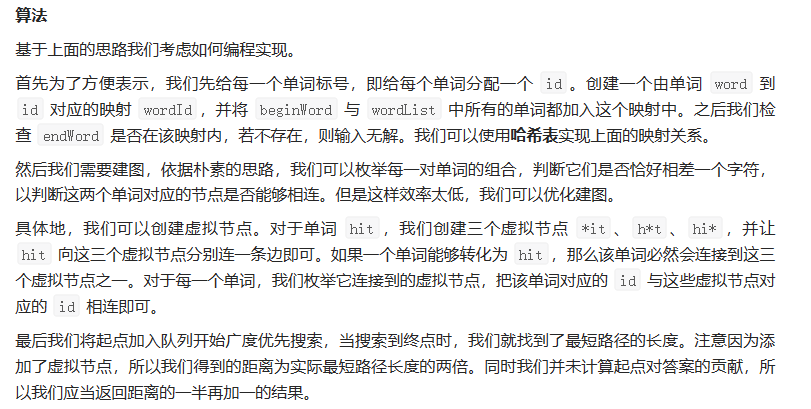 算法
基于上面的思路我们考虑如何编程实现。
首先为了方便表示，我们先给每一个单词标号，即给每个单词分配一个 id 。创建一个由单词 word 到
id 对应的映射 wordId ，并将 beginWord 与 wordList 中所有的单词都加入这个映射中。之后我们检
查 endWord 是否在该映射内，若不存在，则输入无解。我们可以使用哈希表实现上面的映射关系。
然后我们需要建图，依据朴素的思路，我们可以枚举每一对单词的组合，判断它们是否恰好相差一个字符，
以判断这两个单词对应的节点是否能够相连。但是这样效率太低，我们可以优化建图。
具体地，我们可以创建虚拟节点。对于单词 hit ，我们创建三个虚拟节点 *it 、 h*t 、 hi* ，并让
hit 向这三个虚拟节点分别连一条边即可。如果一个单词能够转化为 hit ，那么该单词必然会连接到这三
个虚拟节点之一。对于每一个单词，我们枚举它连接到的虚拟节点，把该单词对应的 id 与这些虚拟节点对
应的 id 相连即可。
最后我们将起点加入队列开始广度优先搜索，当搜索到终点时，我们就找到了最短路径的长度。注意因为添
加了虚拟节点，所以我们得到的距离为实际最短路径长度的两倍。同时我们并未计算起点对答案的贡献，所
以我们应当返回距离的一半再加一的结果。